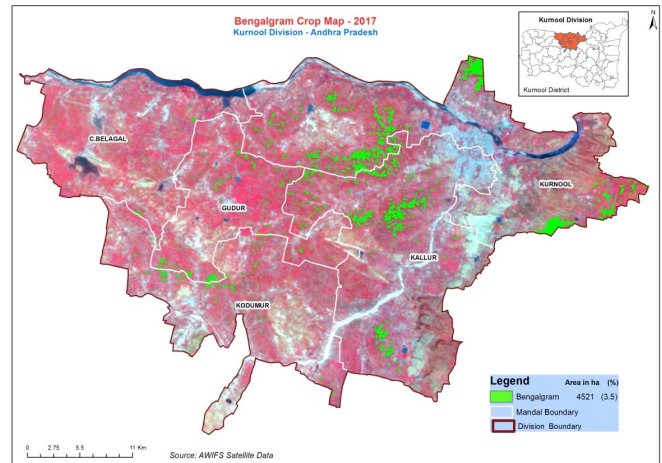 Bengalgram Crop Map - 2017
Kurnool Division - Andhra Pradesh
Kurnool Division
Kurnool District
N
C.BELAGAL
GUDUR
KURNOOL
KALLUR
KODUMUR
Legend Area in ha (%)
Bengalgram 4521 (3.5)
Mandal Boundary
Division Boundary
0 2.75 5.5 11 Km
Source: AWIFS Satellite Data